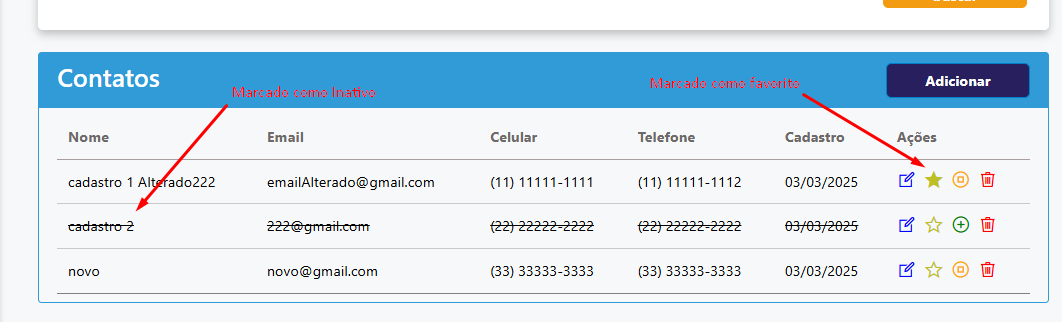 Contatos
Adicionar
Marcado como Inativo
Marcado como favorito
Nome Email Celular Telefone Cadastro Ações
cadastro 1 Alterado222 emailAlterado@gmail.com (11) 11111-1111 (11) 11111-1112 03/03/2025
cadastro 2 222@gmail.com (22) 22222-2222 (22) 22222-2222 03/03/2025
novo novo@gmail.com (33) 33333-3333 (33) 33333-3333 03/03/2025